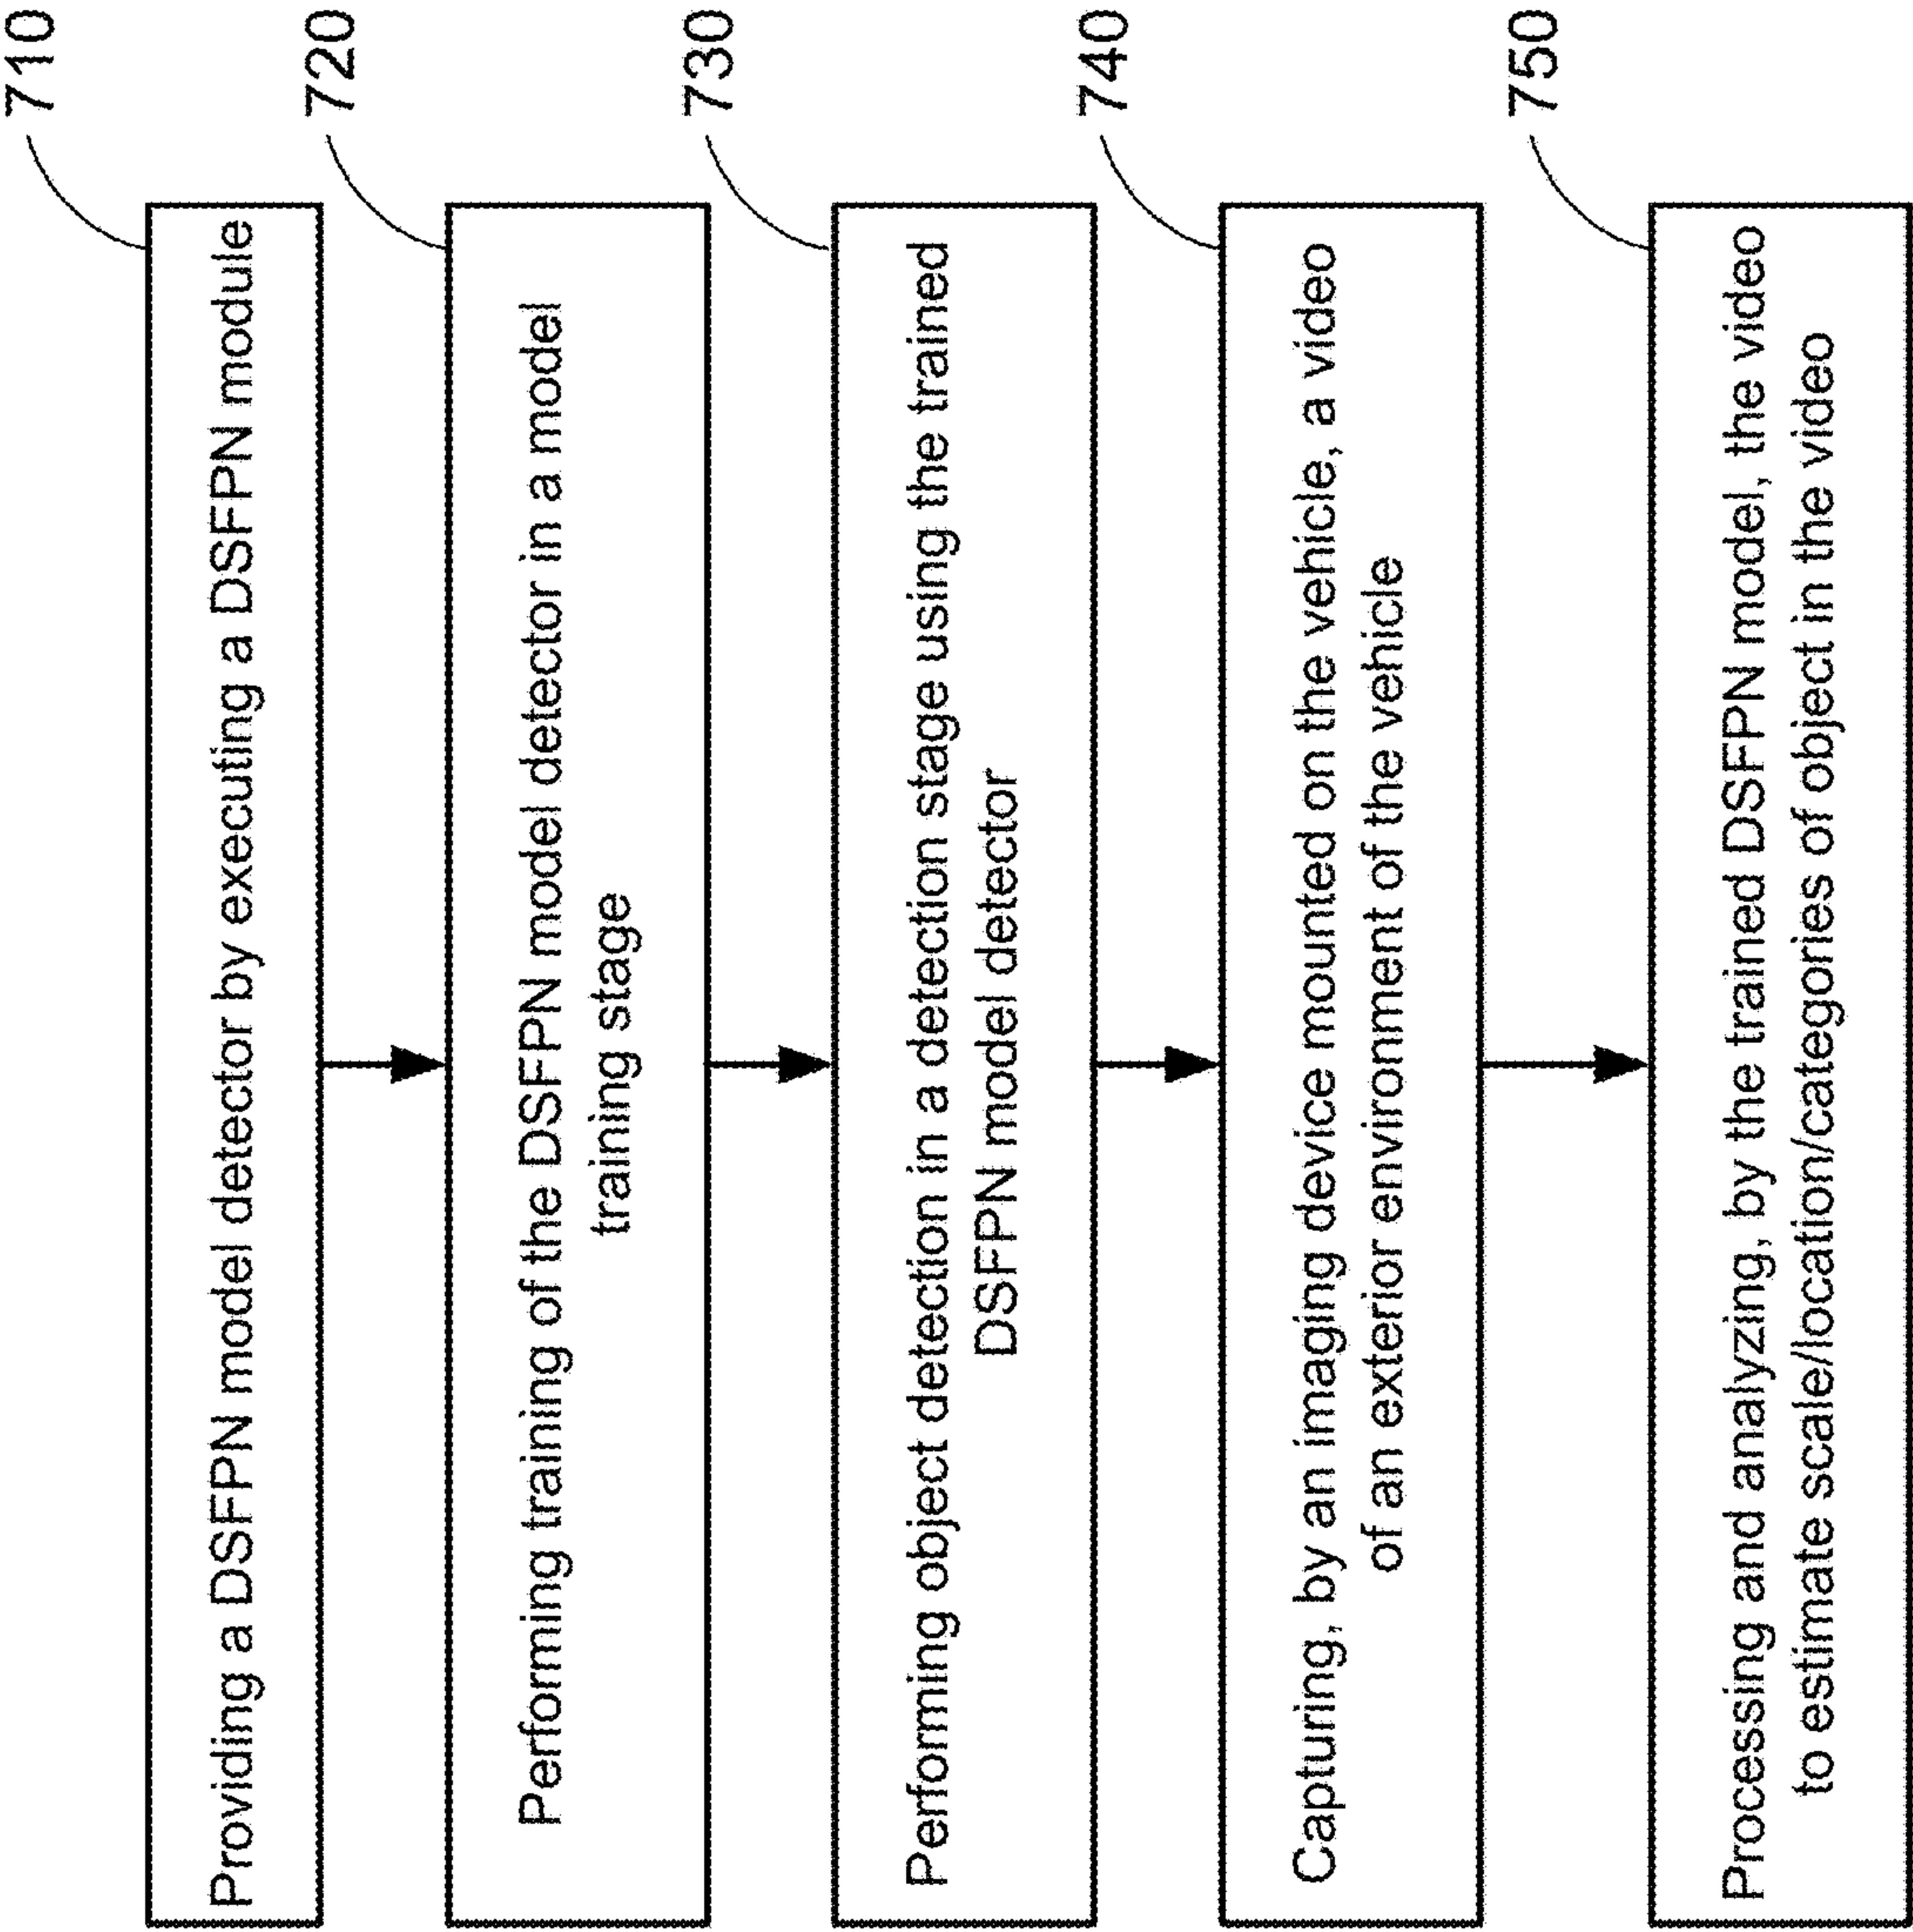 710
Providing a DSFPN model detector by executing a DSFPN module
720
Performing training of the DSFPN model detector in a model
training stage
730
Performing object detection in a detection stage using the trained
DSFPN model detector
740
Capturing, by an imaging device mounted on the vehicle, a video
of an exterior environment of the vehicle
750
Processing and analyzing, by the trained DSFPN model, the video
to estimate scale/location/categories of object in the video